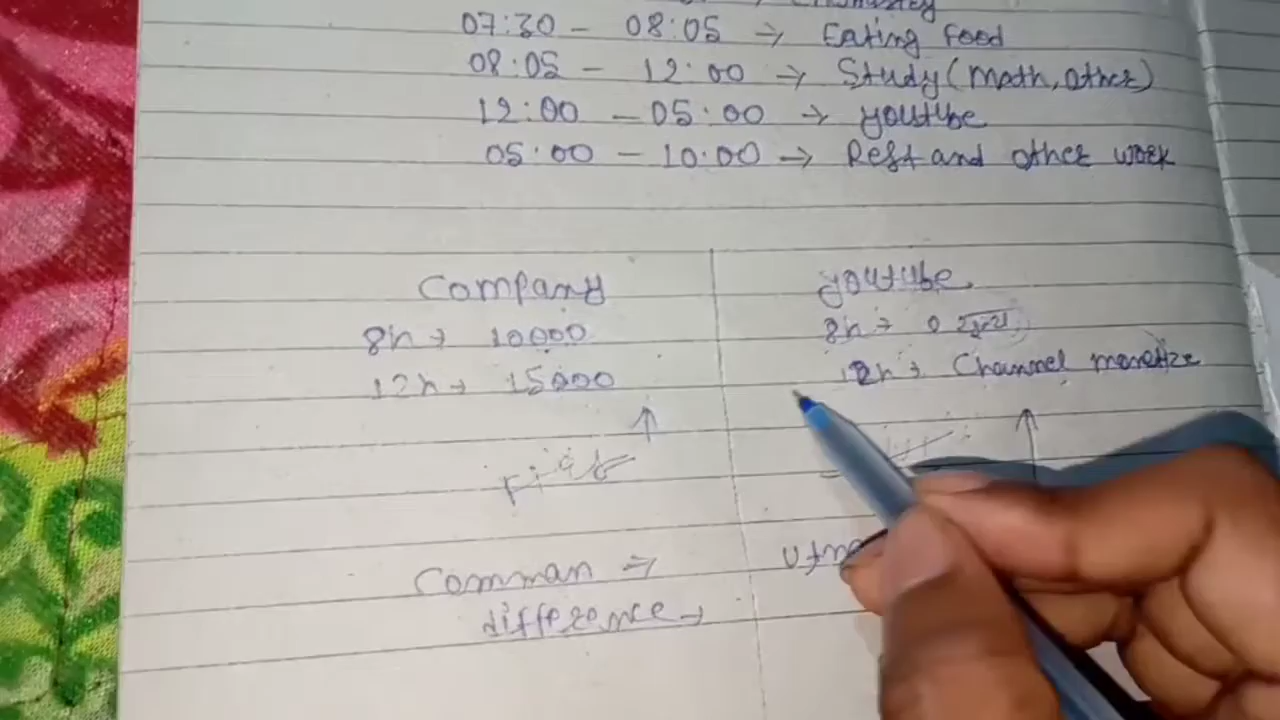 07:30 - 08:05 → Eating Food
08:05 - 12:00 → Study (Math, other)
12:00 - 05:00 → youtube
05:00 - 10:00 → Rest and other work
Company
youtube
8h → 10000
8h → 0
12h → 15000
12h → Channel monetize
Comman →
difference →